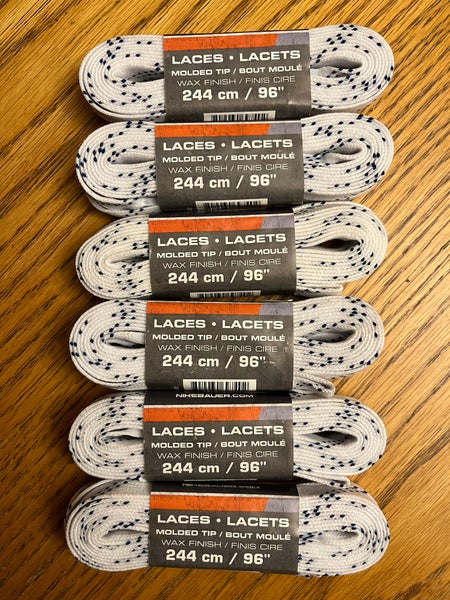 LACES • LACETS
MOLDED TIP / BOUT MOULÉ
WAX FINISH / FINIS CIRE
244 cm / 96"
LACES • LACETS
MOLDED TIP / BOUT MOULÉ
WAX FINISH / FINIS CIRE
244 cm / 96"
LACES • LACETS
MOLDED TIP / BOUT MOULÉ
WAX FINISH / FINIS CIRE
244 cm / 96"
LACES • LACETS
MOLDED TIP / BOUT MOULÉ
WAX FINISH / FINIS CIRE
244 cm / 96"
NIKEBAUER.COM
LACES • LACETS
MOLDED TIP / BOUT MOULÉ
WAX FINISH / FINIS CIRE
244 cm / 96"
NIKEBAUER.COM
LACES • LACETS
MOLDED TIP / BOUT MOULÉ
WAX FINISH / FINIS CIRE
244 cm / 96"